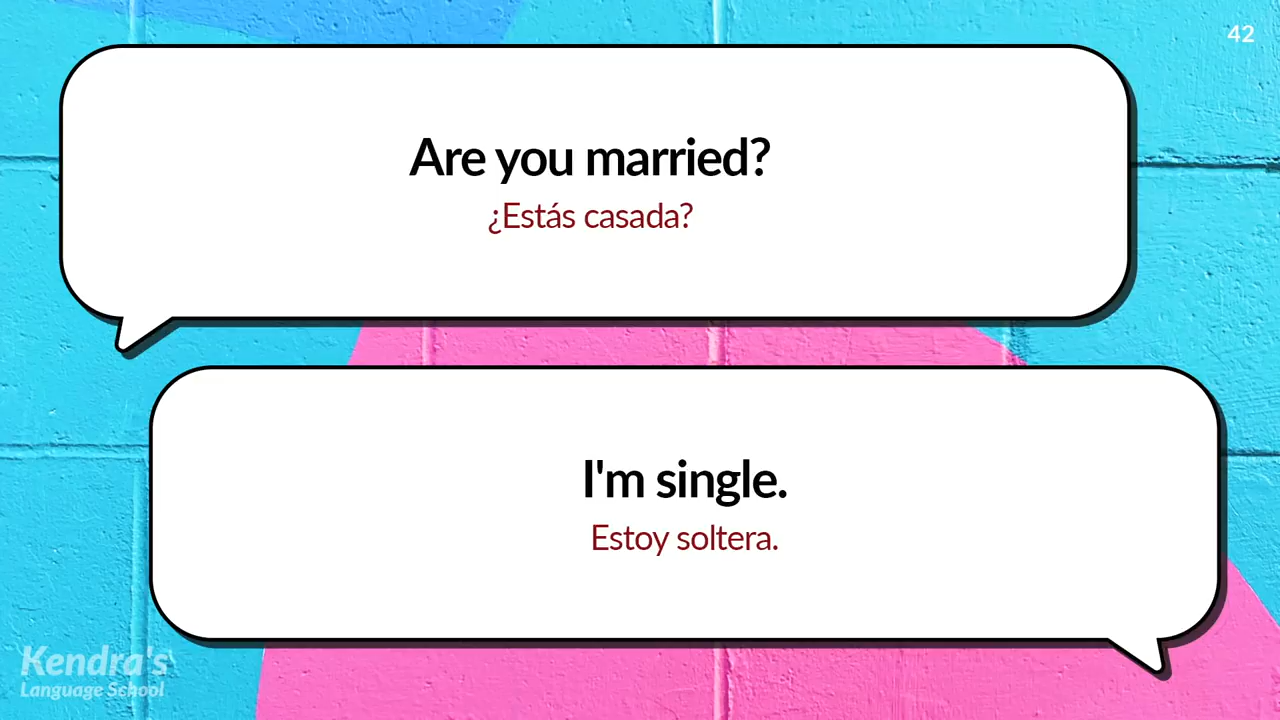 42
Are you married?
¿Estás casada?
I'm single.
Estoy soltera.
Kendra's
Language School